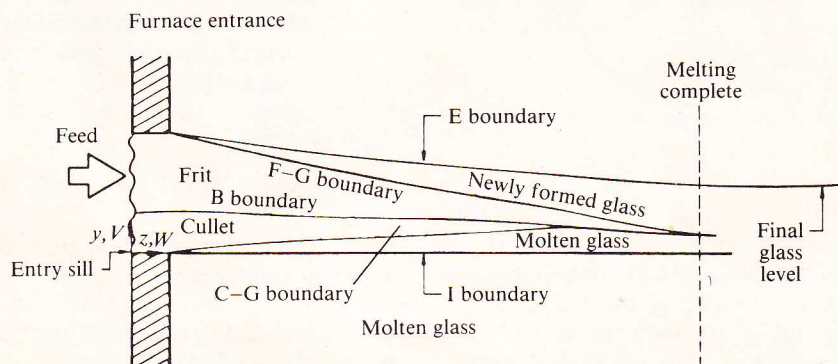 Furnace entrance
Melting
complete
E boundary
Feed
Frit
F–G boundary
Newly formed glass
B boundary
y, V
Cullet
z, W
Molten glass
Final
glass
level
Entry sill
C–G boundary
I boundary
Molten glass